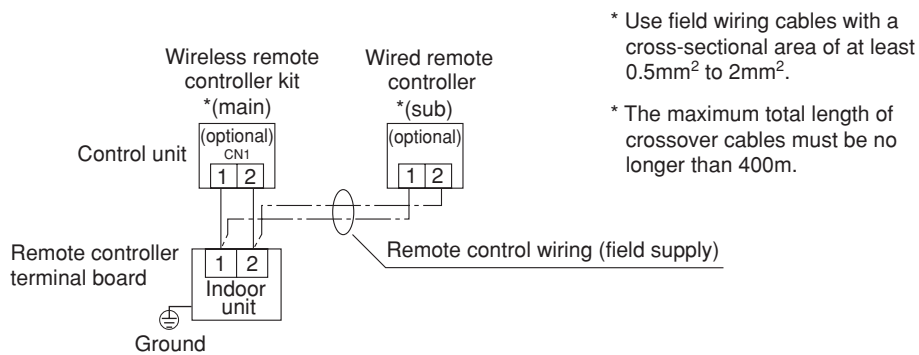 * Use field wiring cables with a
cross-sectional area of at least
0.5mm² to 2mm².
* The maximum total length of
crossover cables must be no
longer than 400m.
Wireless remote
controller kit
*(main)
Wired remote
controller
*(sub)
(optional)
CN1
1 2
(optional)
1 2
Control unit
Remote controller
terminal board
1 2
Indoor
unit
Remote control wiring (field supply)
Ground